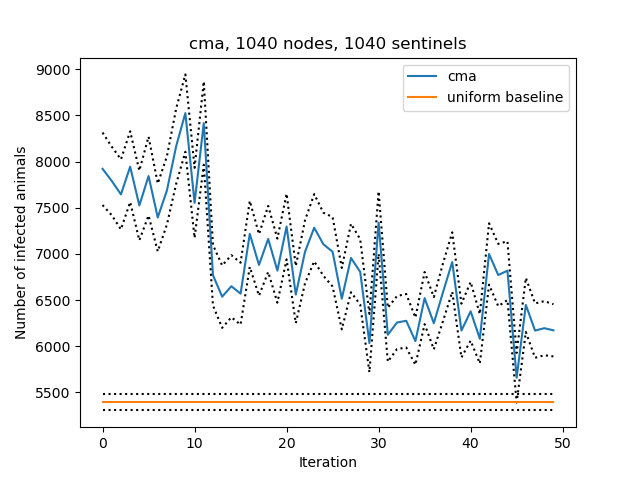 cma, 1040 nodes, 1040 sentinels
cma
uniform baseline
Number of infected animals
9000
8500
8000
7500
7000
6500
6000
5500
0
10
20
30
40
50
Iteration